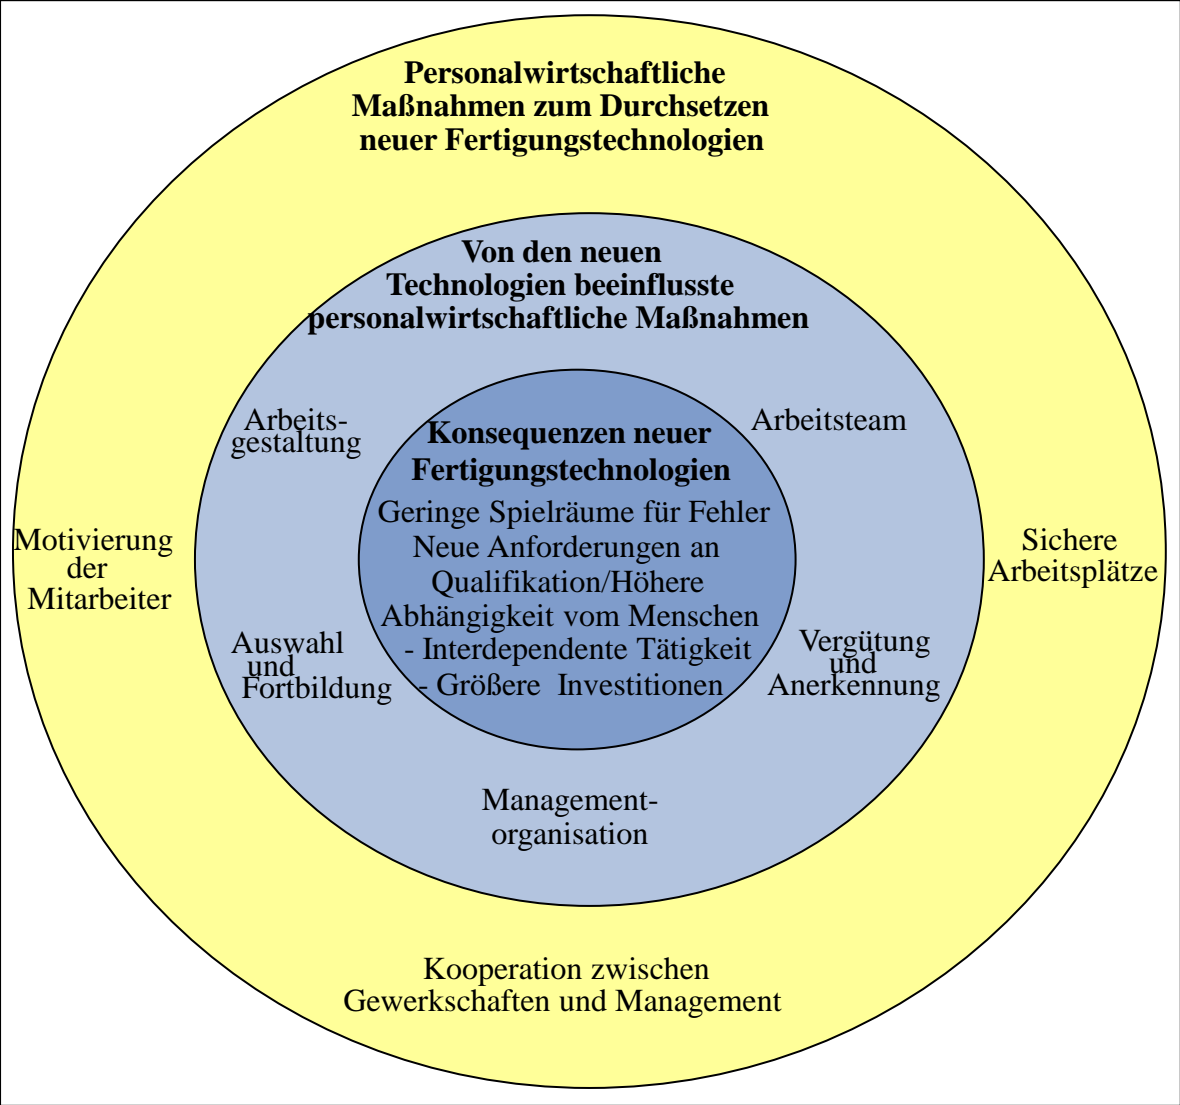 Personalwirtschaftliche
Maßnahmen zum Durchsetzen
neuer Fertigungstechnologien
Von den neuen
Technologien beeinflusste
personalwirtschaftliche Maßnahmen
Arbeits-
gestaltung
Arbeitsteam
Konsequenzen neuer
Fertigungstechnologien
Geringe Spielräume für Fehler
Neue Anforderungen an
Qualifikation/Höhere
Abhängigkeit vom Menschen
- Interdependente Tätigkeit
- Größere Investitionen
Motivierung
der
Mitarbeiter
Sichere
Arbeitsplätze
Auswahl
und
Fortbildung
Vergütung
und
Anerkennung
Management-
organisation
Kooperation zwischen
Gewerkschaften und Management